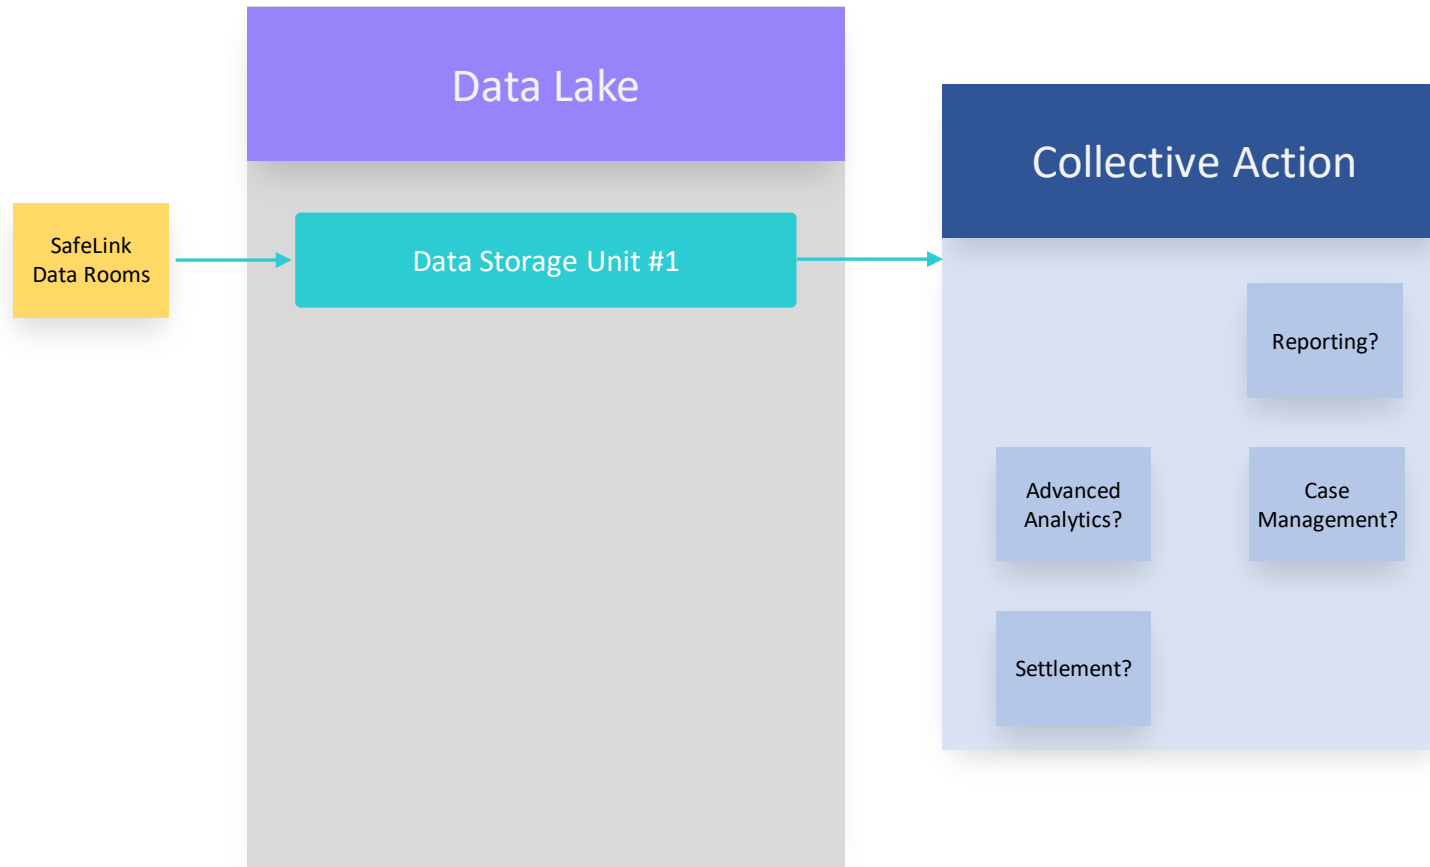 Data Lake
Collective Action
SafeLink
Data Rooms
Data Storage Unit #1
Reporting?
Advanced
Analytics?
Case
Management?
Settlement?